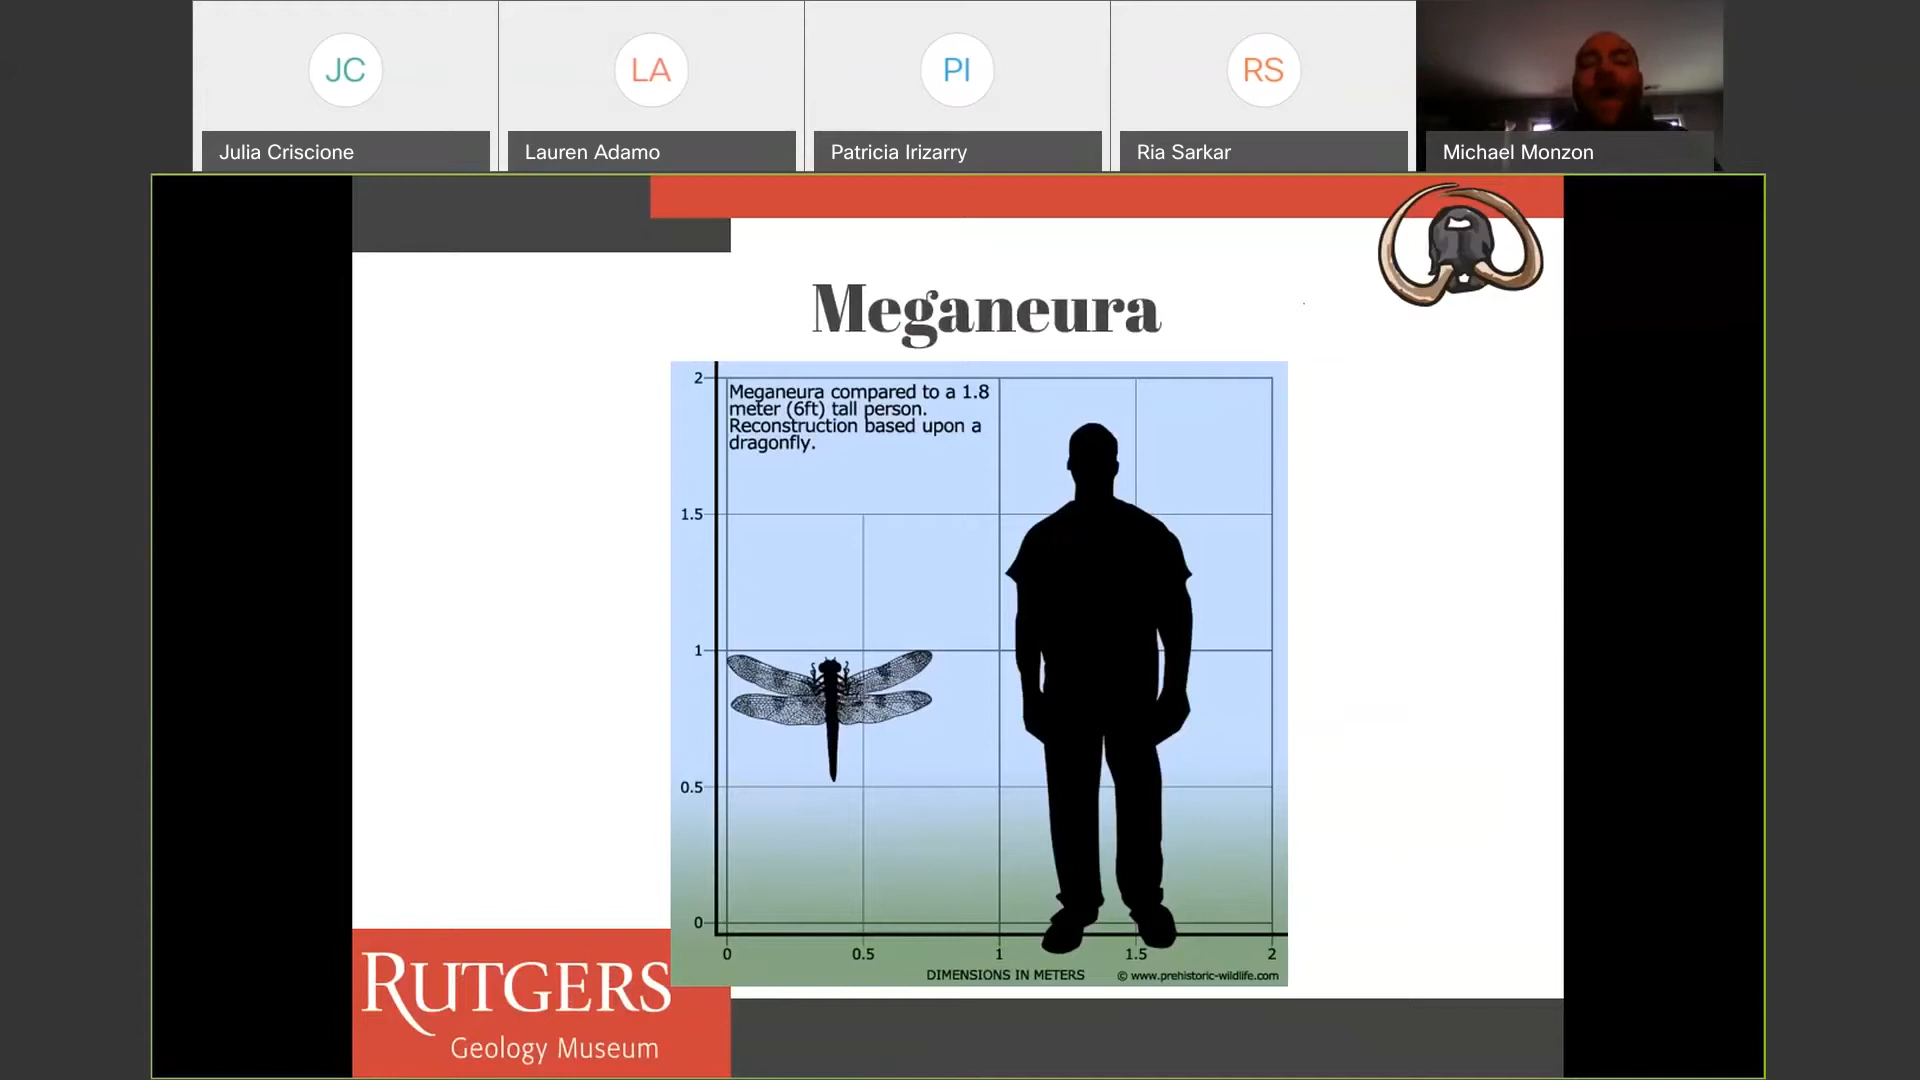 JC
LA
PI
RS
Julia Criscione
Lauren Adamo
Patricia Irizarry
Ria Sarkar
Michael Monzon
Meganeura
2
Meganeura compared to a 1.8
meter (6ft) tall person.
Reconstruction based upon a
dragonfly.
1.5
1
0.5
0
0 0.5 1 1.5 2
DIMENSIONS IN METERS © www.prehistoric-wildlife.com
RUTGERS
Geology Museum